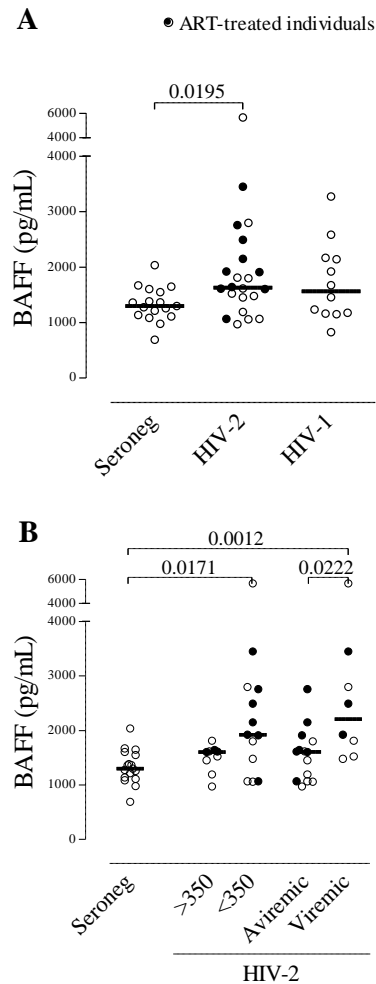 A
ART-treated individuals
0.0195
6000
4000
4000
3000
2000
1000
0
BAFF (pg/mL)
Seroneg
HIV-2
HIV-1
B
0.0012
0.0171
0.0222
6000
4000
4000
3000
2000
1000
0
BAFF (pg/mL)
Seroneg
>350
<350
Aviremic
Viremic
HIV-2